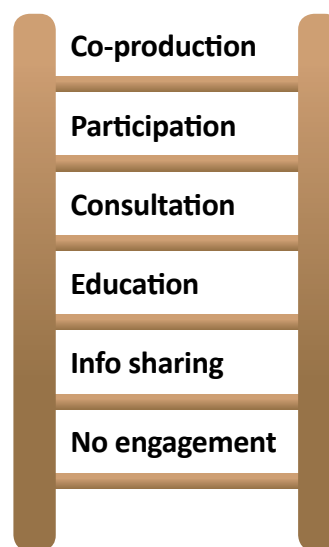 Co-production
Participation
Consultation
Education
Info sharing
No engagement